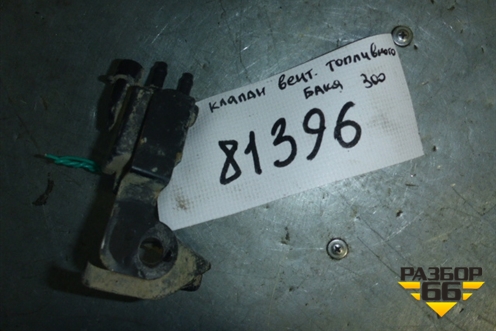 клапан вент. топливного
бака 300
81396
РАЗБОР
66